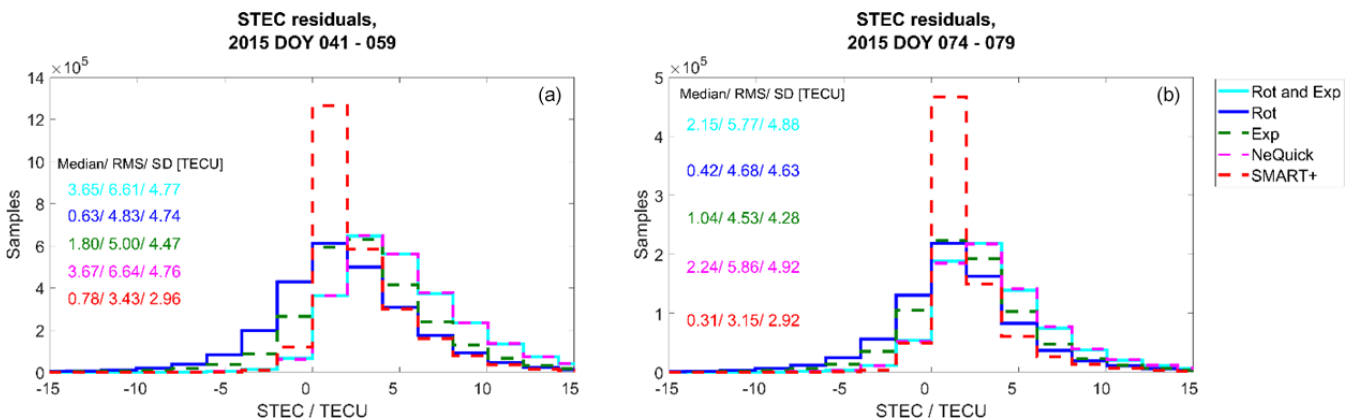 STEC residuals,
2015 DOY 041 - 059
× 10⁵
14
12
10
8
6
4
2
0
Samples
(a)
Median/ RMS/ SD [TECU]
3.65/ 6.61/ 4.77
0.63/ 4.83/ 4.74
1.80/ 5.00/ 4.47
3.67/ 6.64/ 4.76
0.78/ 3.43/ 2.96
-15 -10 -5 0 5 10 15
STEC / TECU
STEC residuals,
2015 DOY 074 - 079
× 10⁵
5
4
3
2
1
0
Samples
(b)
Median/ RMS/ SD [TECU]
2.15/ 5.77/ 4.88
0.42/ 4.68/ 4.63
1.04/ 4.53/ 4.28
2.24/ 5.86/ 4.92
0.31/ 3.15/ 2.92
-15 -10 -5 0 5 10 15
STEC / TECU
Rot and Exp
Rot
Exp
NeQuick
SMART+